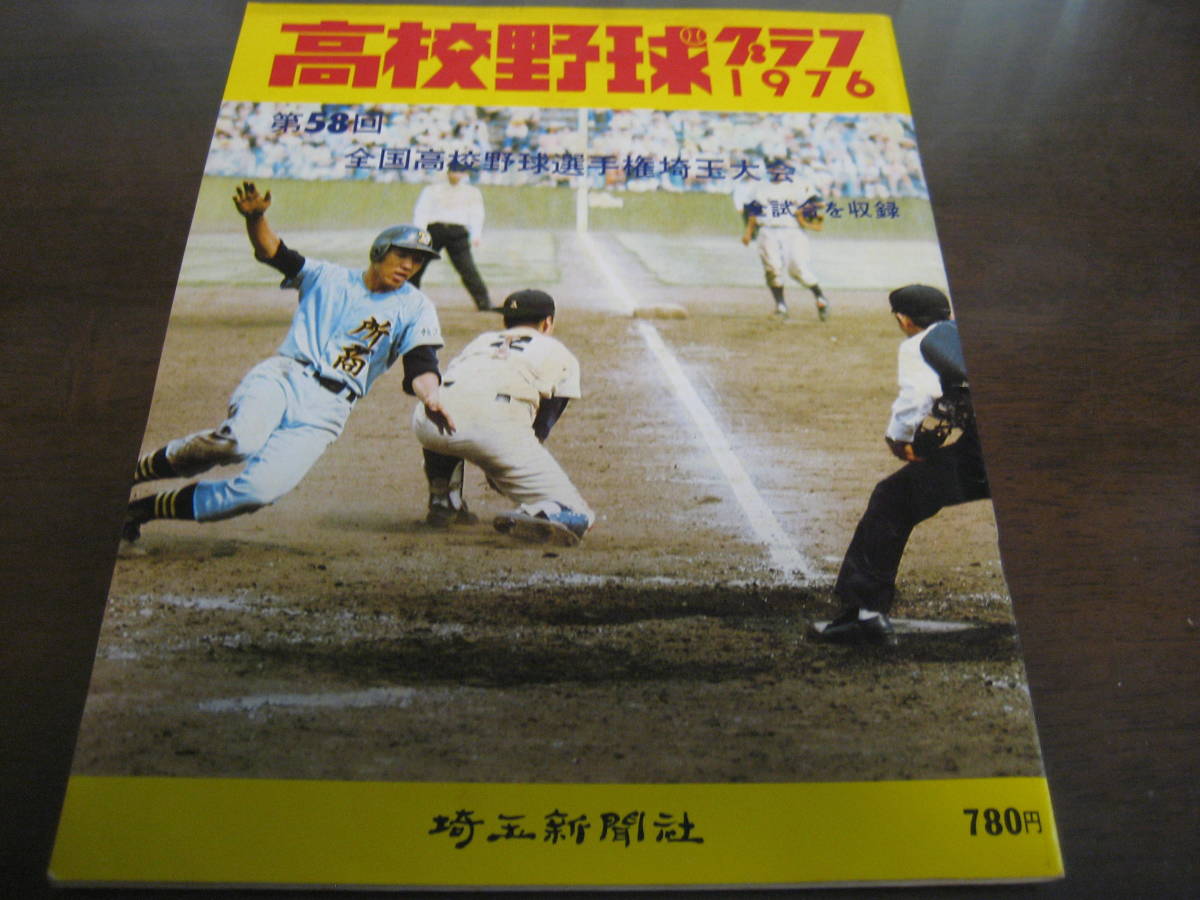 高校野球グラフ
1976
第58回
全国高校野球選手権埼玉大会
全試合を収録
所商
埼玉新聞社
780円